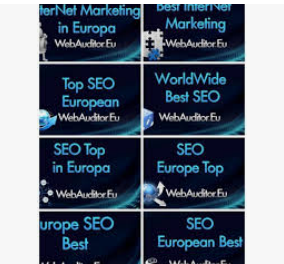 terNet Marketing
in Europa
WebAuditor.Eu
Best InterNet
Marketing
WebAuditor.Eu
Top SEO
European
WebAuditor.Eu
WorldWide
Best SEO
WebAuditor.Eu
SEO Top
in Europa
WebAuditor.Eu
SEO
Europe Top
WebAuditor.Eu
urope SEO
Best
SEO
European Best